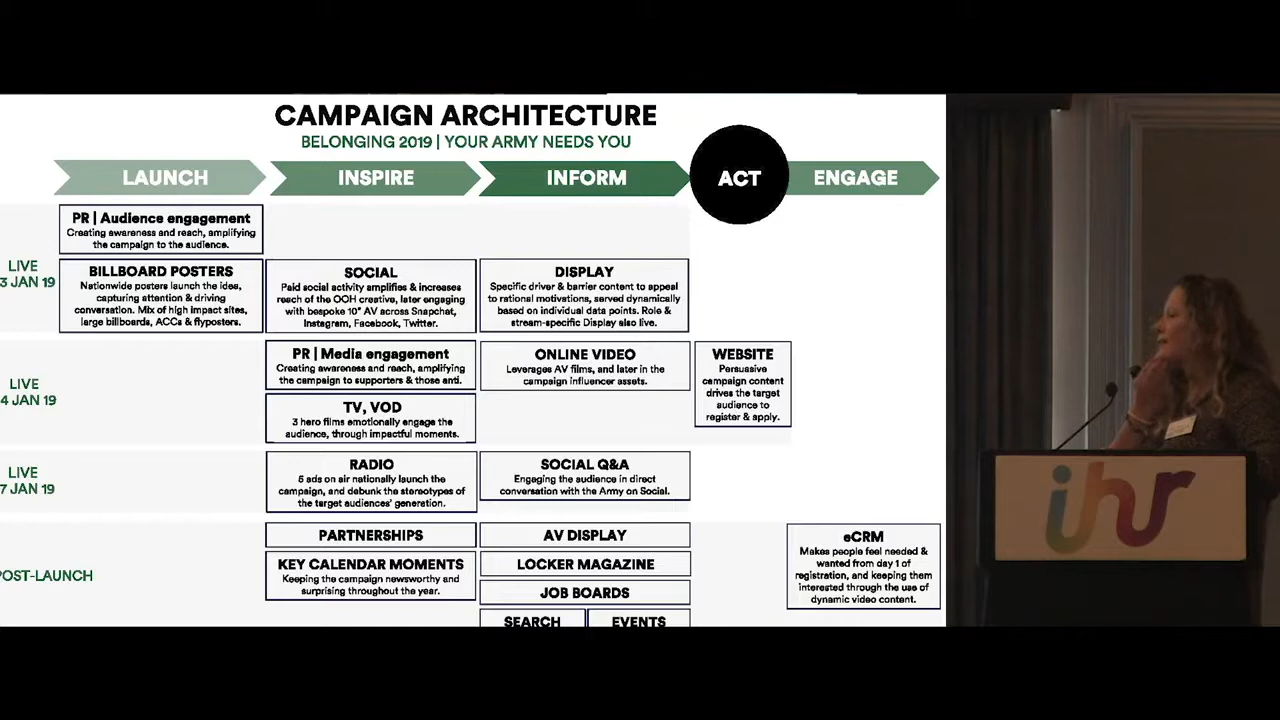 CAMPAIGN ARCHITECTURE
BELONGING 2019 | YOUR ARMY NEEDS YOU
LAUNCH
INSPIRE
INFORM
ACT
ENGAGE
LIVE
3 JAN 19
PR | Audience engagement
Creating awareness and reach, amplifying
the campaign to the audience.
BILLBOARD POSTERS
Nationwide posters launch the idea,
capturing attention & driving
conversation. Mix of high impact sites,
large billboards, ACCs & flyposters.
SOCIAL
Paid social activity amplifies & increases
reach of the OOH creative, later engaging
with bespoke 10" AV across Snapchat,
Instagram, Facebook, Twitter.
DISPLAY
Specific driver & barrier content to appeal
to rational motivations, served dynamically
based on individual data points. Role &
stream-specific Display also live.
LIVE
4 JAN 19
PR | Media engagement
Creating awareness and reach, amplifying
the campaign to supporters & those anti.
TV, VOD
3 hero films emotionally engage the
audience, through impactful moments.
ONLINE VIDEO
Leverages AV films, and later in the
campaign influencer assets.
WEBSITE
Persuasive
campaign content
drives the target
audience to
register & apply.
LIVE
7 JAN 19
RADIO
5 ads on air nationally launch the
campaign, and debunk the stereotypes of
the target audiences' generation.
SOCIAL Q&A
Engaging the audience in direct
conversation with the Army on Social.
POST-LAUNCH
PARTNERSHIPS
KEY CALENDAR MOMENTS
Keeping the campaign newsworthy and
surprising throughout the year.
AV DISPLAY
LOCKER MAGAZINE
JOB BOARDS
SEARCH
EVENTS
eCRM
Makes people feel needed &
wanted from day 1 of
registration, and keeping them
interested through the use of
dynamic video content.
ihr